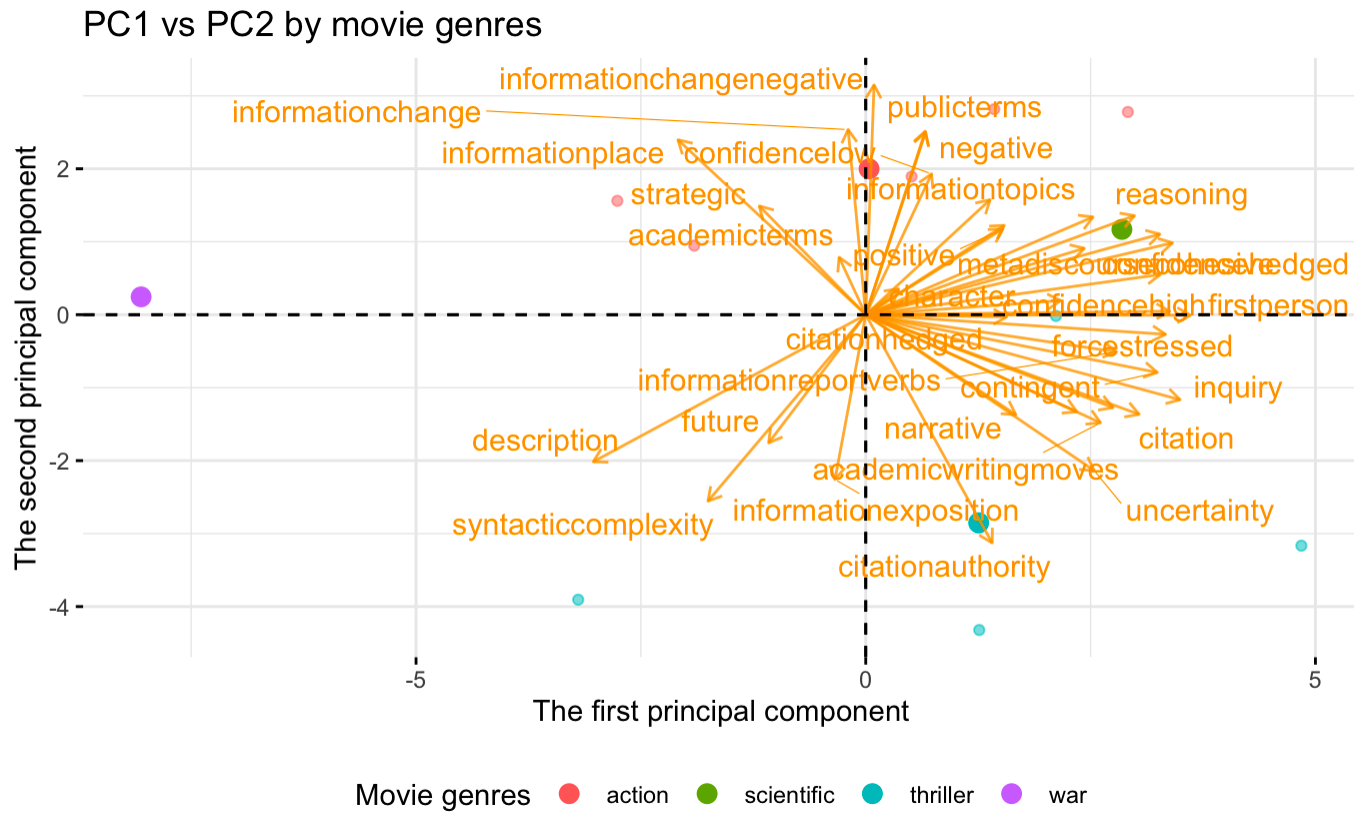 PC1 vs PC2 by movie genres
informationchangenegative
publicterms
informationchange
negative
informationplace
confidencelow
informationtopics
strategic
reasoning
academicterms
positive
metadiscoursecohesive
confidencehedged
character
confidencehigh
firstperson
citationhedged
forcestressed
informationreportverbs
contingent
inquiry
future
narrative
citation
description
academicwritingmoves
informationexposition
uncertainty
syntacticcomplexity
citationauthority
2
0
-2
-4
The second principal component
-5
0
5
The first principal component
Movie genres
action
scientific
thriller
war